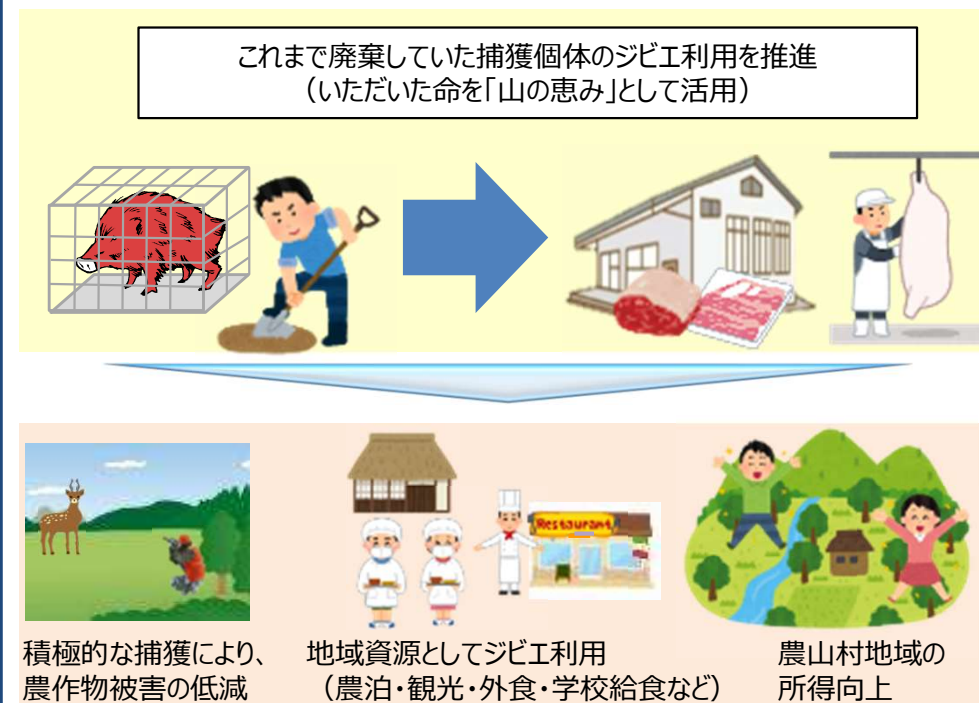 これまで廃棄していた捕獲個体のジビエ利用を推進
（いただいた命を「山の恵み」として活用）
Restaurant
積極的な捕獲により、
農作物被害の低減
地域資源としてジビエ利用
（農泊・観光・外食・学校給食など）
農山村地域の
所得向上